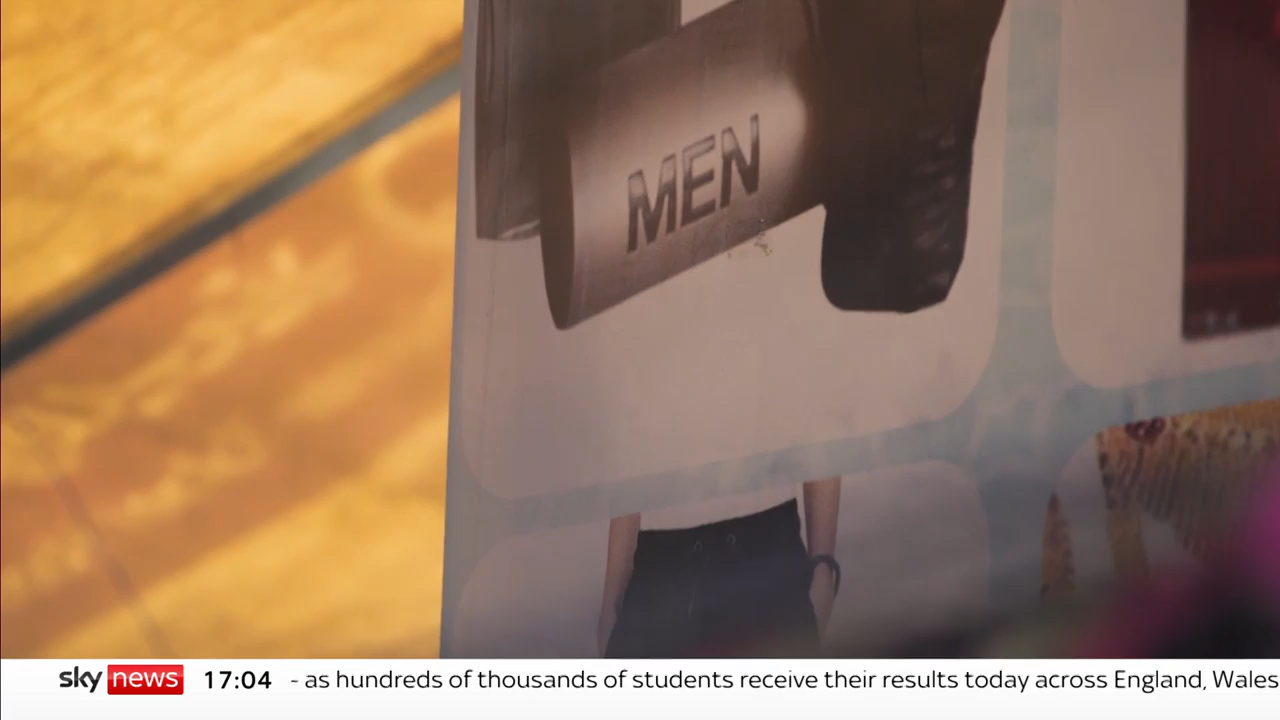 MEN
sky news 17:04 - as hundreds of thousands of students receive their results today across England, Wales